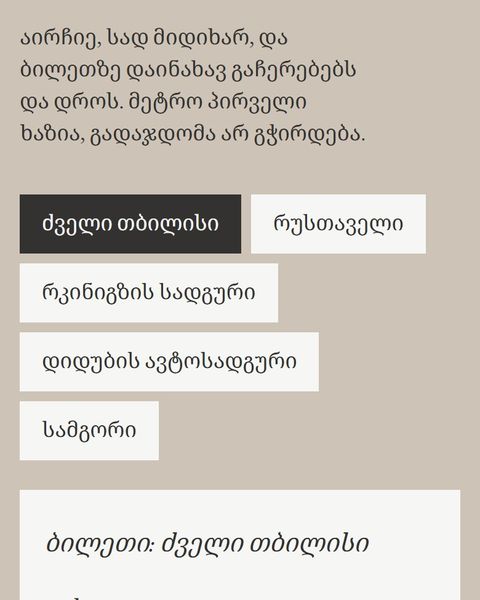 აირჩიე, სად მიდიხარ, და
ბილეთზე დაინახავ გაჩერებებს
და დროს. მეტრო პირველი
ხაზია, გადაჯდომა არ გჭირდება.
ძველი თბილისი
რუსთაველი
რკინიგზის სადგური
დიდუბის ავტოსადგური
სამგორი
ბილეთი: ძველი თბილისი